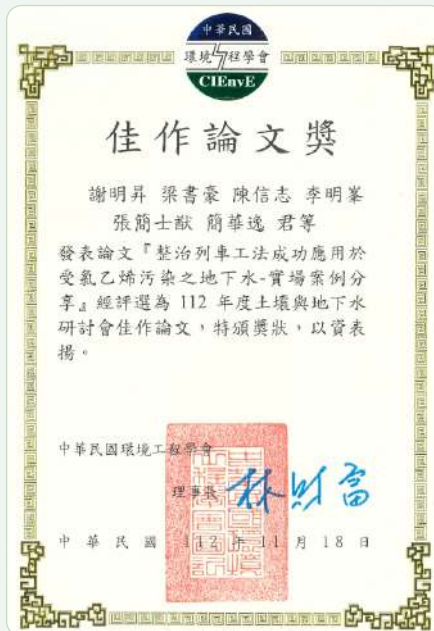 中華民國
環境工程學會
CIEnvE
佳作論文獎
謝明昇 梁書豪 陳信志 李明峯
張簡士猷 簡華逸 君等
發表論文『整治列車工法成功應用於
受氯乙烯污染之地下水-實場案例分
享』經評選為 112 年度土壤與地下水
研討會佳作論文,特頒獎狀,以資表
揚。
中華民國環境工程學會
理事長 林財富
中華民國 112 年 11 月 18 日